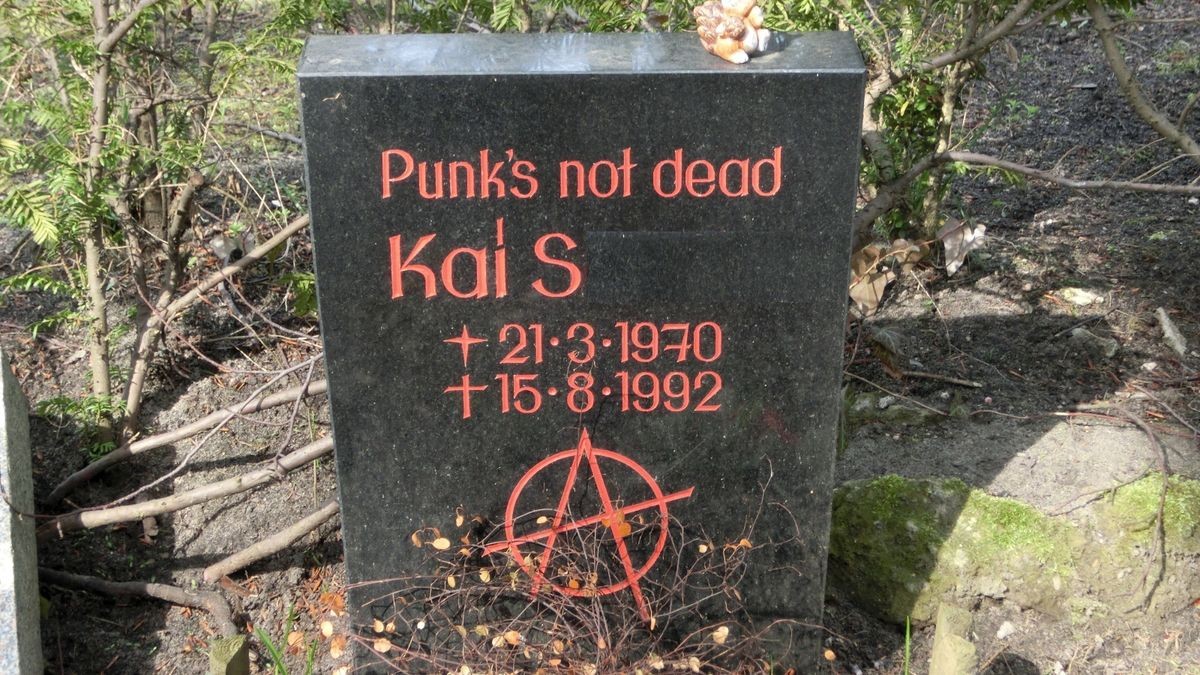 Punk's not dead
Kai S
+ 21·3·1970
† 15·8·1992